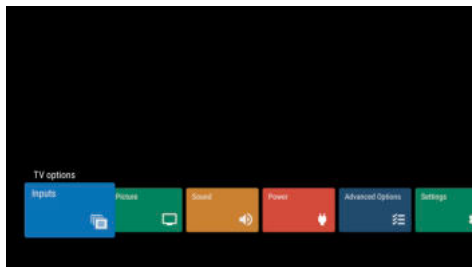 TV options
Inputs
Picture
Sound
Power
Advanced Options
Settings